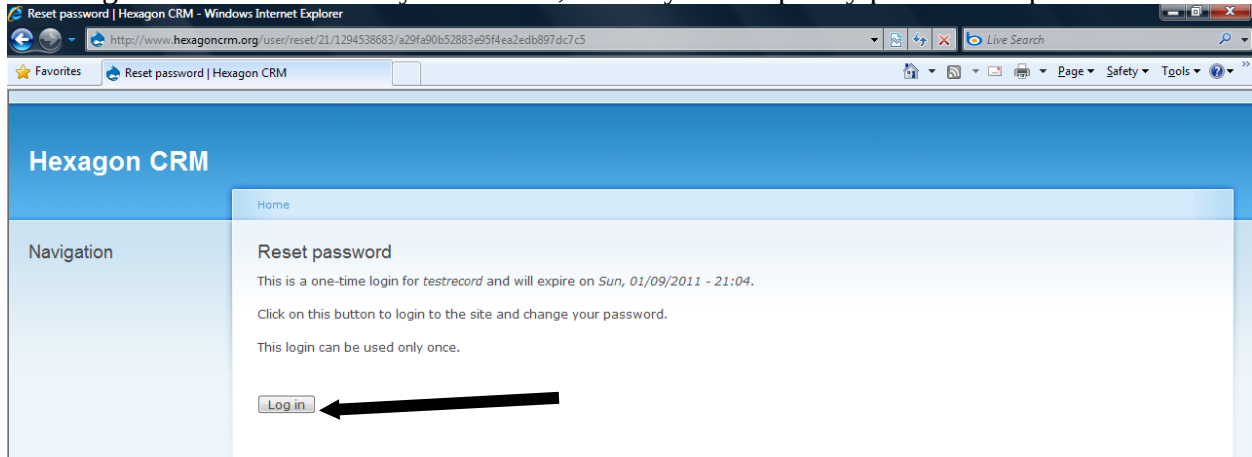 Reset password | Hexagon CRM - Windows Internet Explorer
http://www.hexagoncrm.org/user/reset/21/1294538683/a29fa90b52883e95f4ea2edb897dc7c5
Live Search
Favorites
Reset password | Hexagon CRM
Page Safety Tools
Hexagon CRM
Home
Navigation
Reset password
This is a one-time login for testrecord and will expire on Sun, 01/09/2011 - 21:04.
Click on this button to login to the site and change your password.
This login can be used only once.
Log in